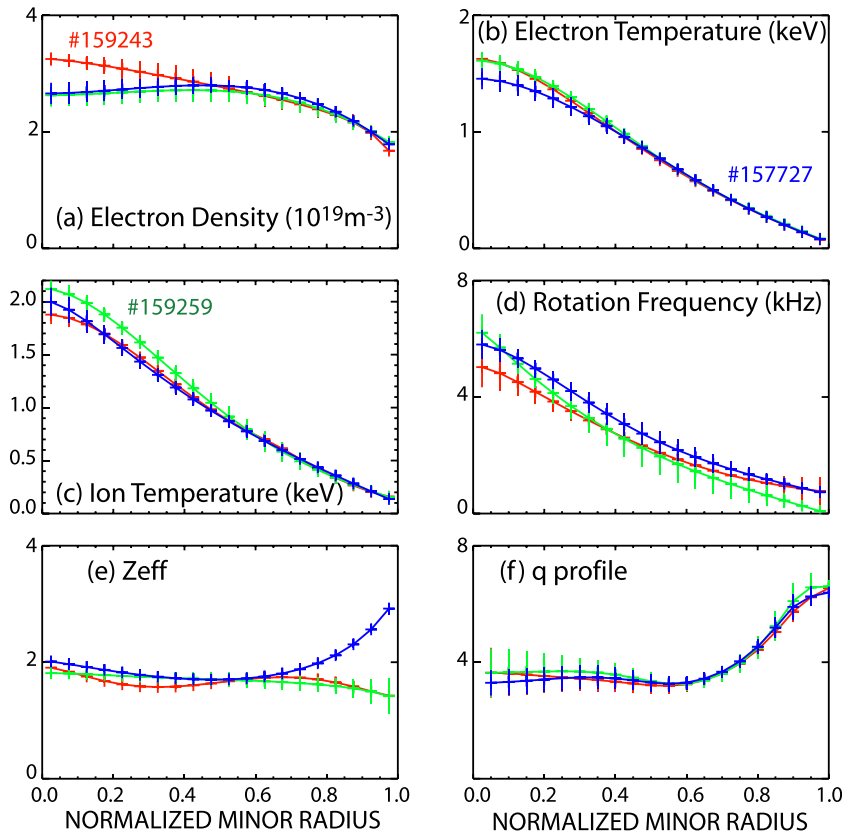 4
#159243
2
(a) Electron Density (10¹⁹m⁻³)
0
2
(b) Electron Temperature (keV)
1
#157727
0
2.0
#159259
1.5
1.0
0.5
(c) Ion Temperature (keV)
0.0
8
(d) Rotation Frequency (kHz)
4
0
4
(e) Zeff
2
0
0.0 0.2 0.4 0.6 0.8 1.0
NORMALIZED MINOR RADIUS
8
(f) q profile
4
0
0.0 0.2 0.4 0.6 0.8 1.0
NORMALIZED MINOR RADIUS